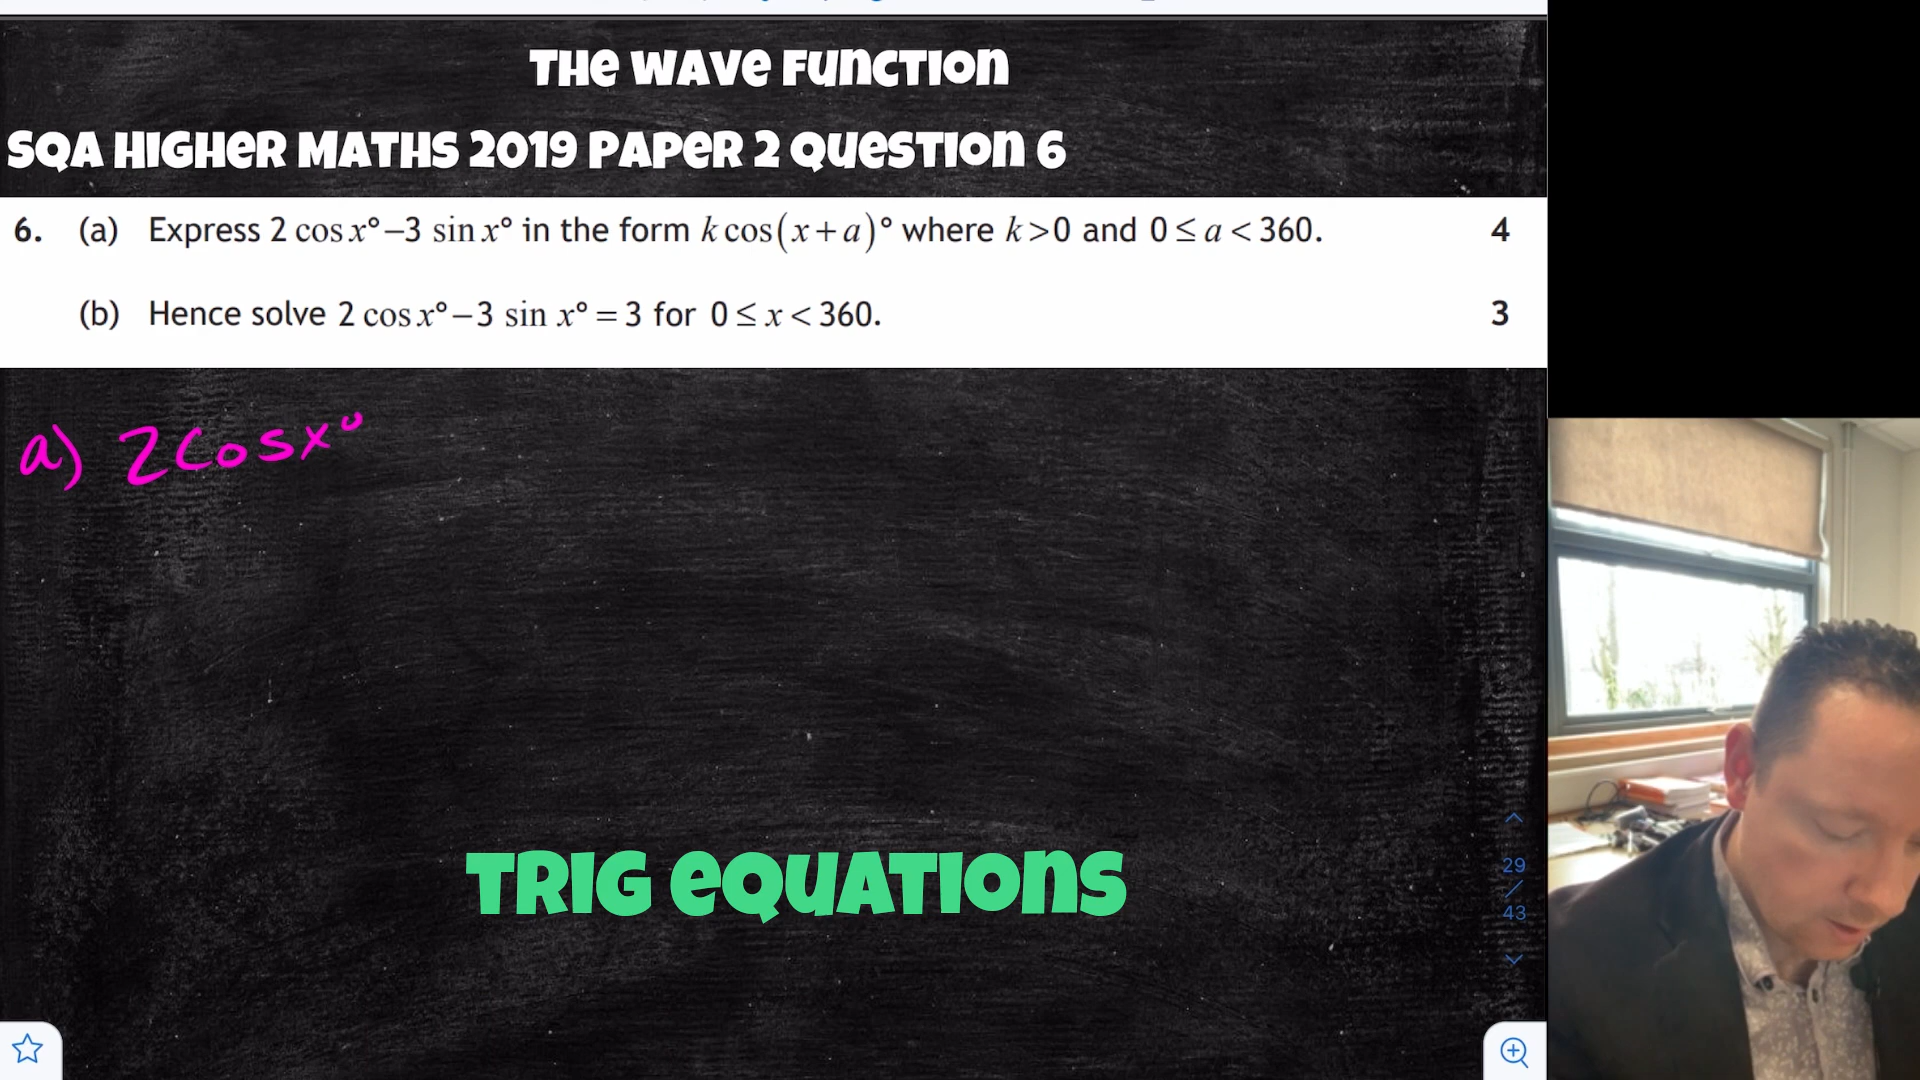 THE WAVE FUNCTION
SQA HIGHER MATHS 2019 PAPER 2 QUESTION 6
6. (a) Express 2 cos x° – 3 sin x° in the form k cos(x + a)° where k > 0 and 0 ≤ a < 360. 4
(b) Hence solve 2 cos x° – 3 sin x° = 3 for 0 ≤ x < 360. 3
a) 2cosx°
TRIG EQUATIONS
29
/
43